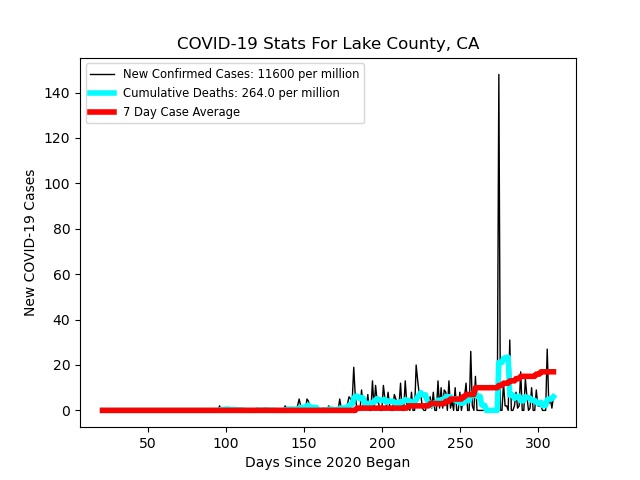 COVID-19 Stats For Lake County, CA
New Confirmed Cases: 11600 per million
Cumulative Deaths: 264.0 per million
7 Day Case Average
New COVID-19 Cases
140
120
100
80
60
40
20
0
50 100 150 200 250 300
Days Since 2020 Began